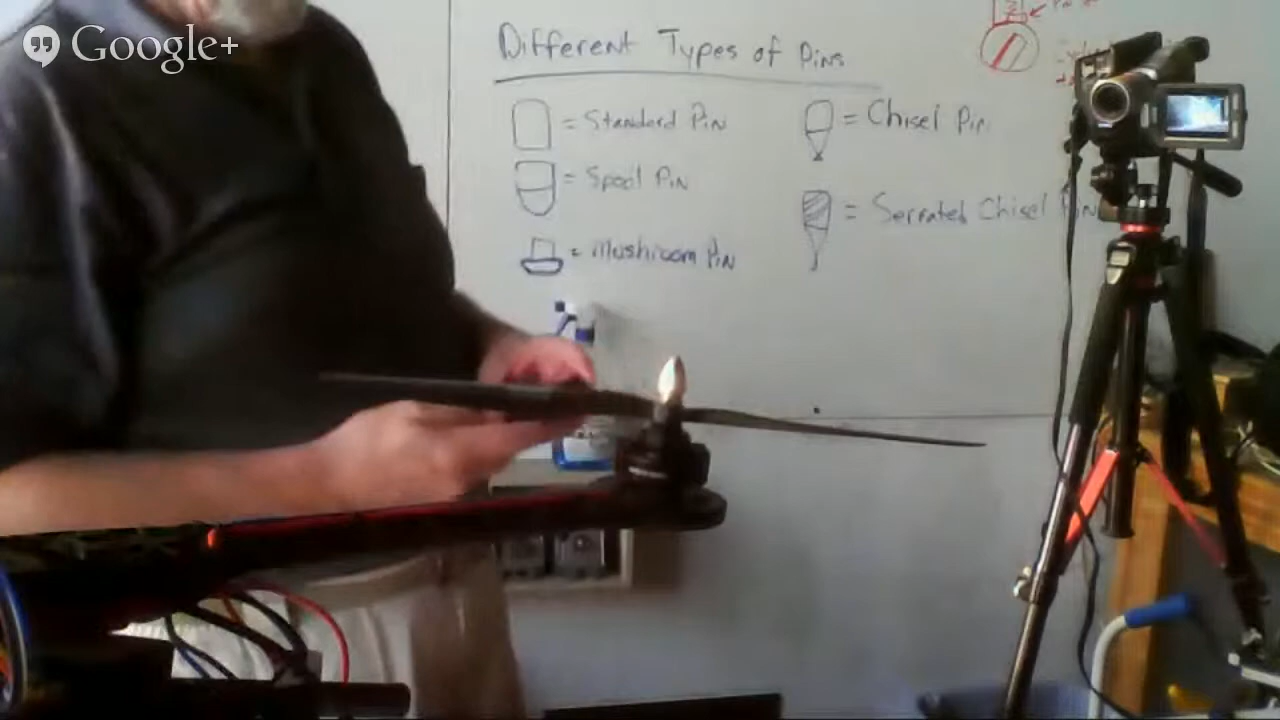 Google+
Different Types of Pins
= Standard Pin
= Spool Pin
= Mushroom Pin
= Chisel Pin
= Serrated Chisel Pin